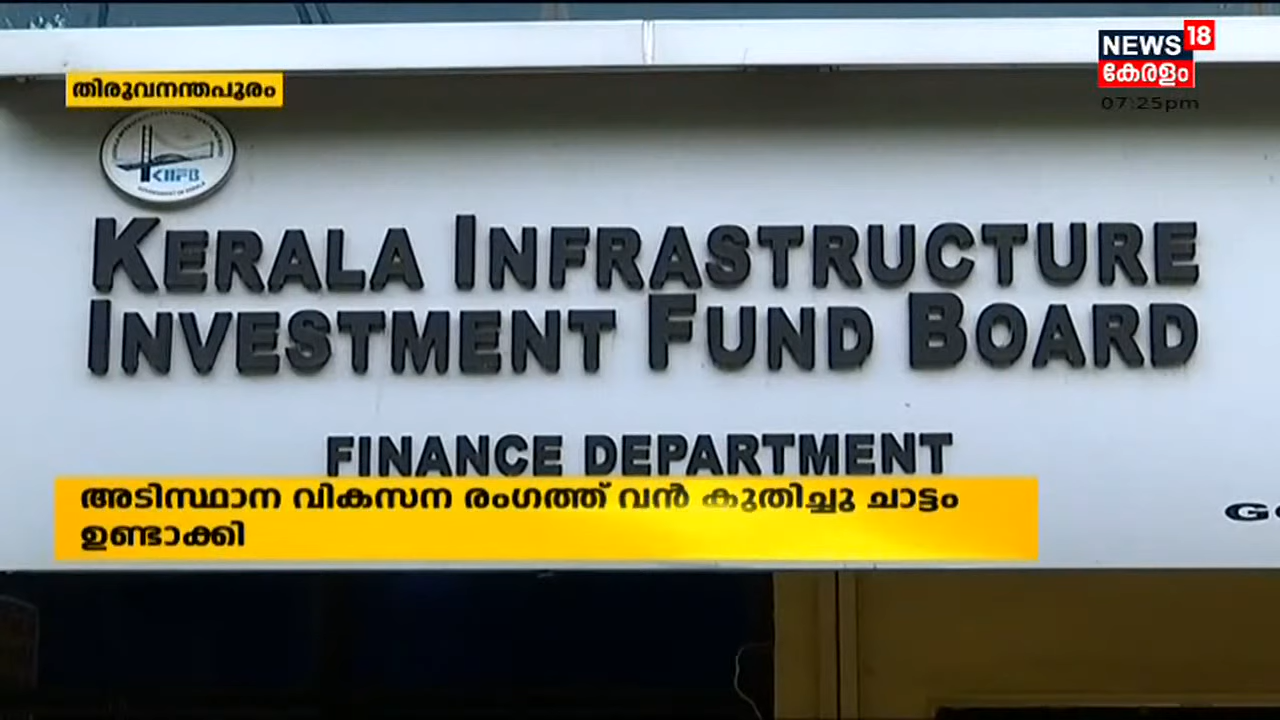 NEWS 18
കേരളം
07:25pm
തിരുവനന്തപുരം
KIIFB
KERALA INFRASTRUCTURE
INVESTMENT FUND BOARD
FINANCE DEPARTMENT
അടിസ്ഥാന വികസന രംഗത്ത് വൻ കുതിച്ചു ചാട്ടം
ഉണ്ടാക്കി